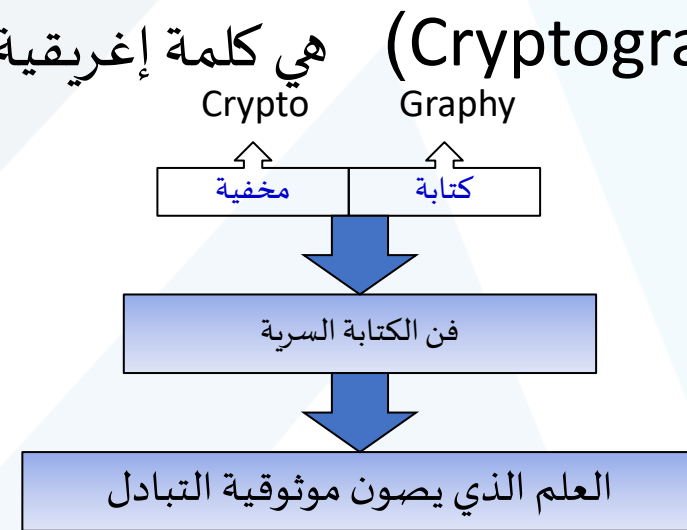 (Cryptogra هي كلمة إغريقية
Crypto Graphy
مخفية كتابة
فن الكتابة السرية
العلم الذي يصون موثوقية التبادل